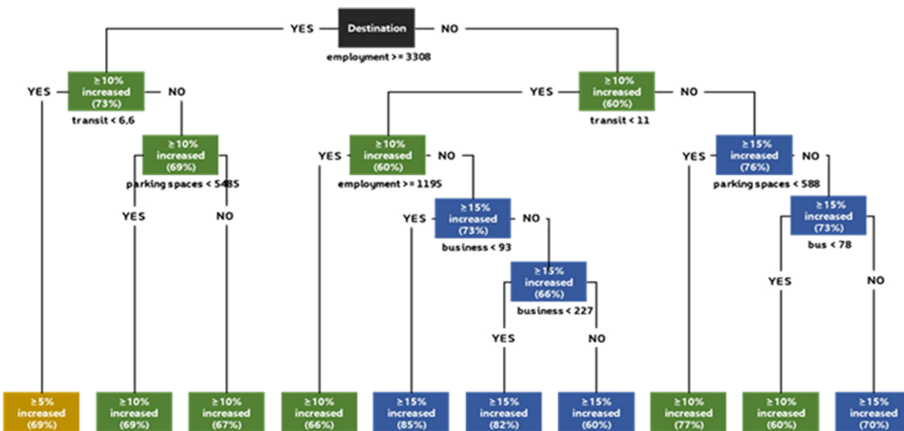 YES Destination NO
employment >= 3308
YES ≥10% increased (73%) NO
transit < 6.6
YES ≥10% increased (60%) NO
transit < 11
≥10% increased (69%)
parking spaces < 5485
YES NO
YES ≥10% increased (60%) NO
employment >= 1195
YES ≥15% increased (76%) NO
parking spaces < 588
YES ≥15% increased (73%) NO
business < 93
≥15% increased (73%)
bus < 78
YES NO
≥15% increased (66%)
business < 227
YES NO
≥5% increased (69%)
≥10% increased (69%)
≥10% increased (67%)
≥10% increased (66%)
≥15% increased (85%)
≥15% increased (82%)
≥15% increased (60%)
≥10% increased (77%)
≥10% increased (60%)
≥15% increased (70%)